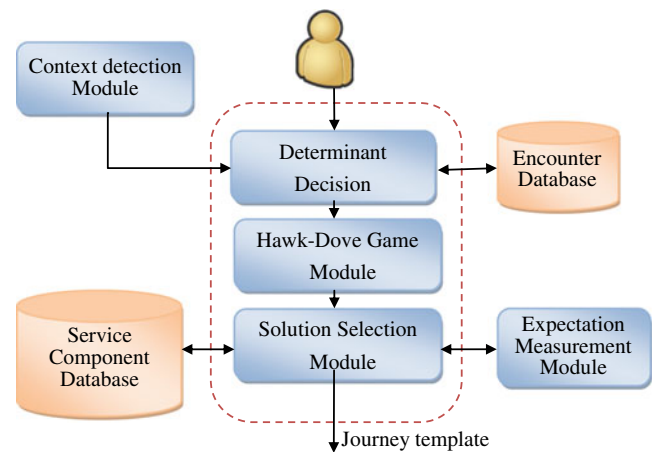 Context detection
Module
Determinant
Decision
Encounter
Database
Hawk-Dove Game
Module
Service
Component
Database
Solution Selection
Module
Expectation
Measurement
Module
Journey template